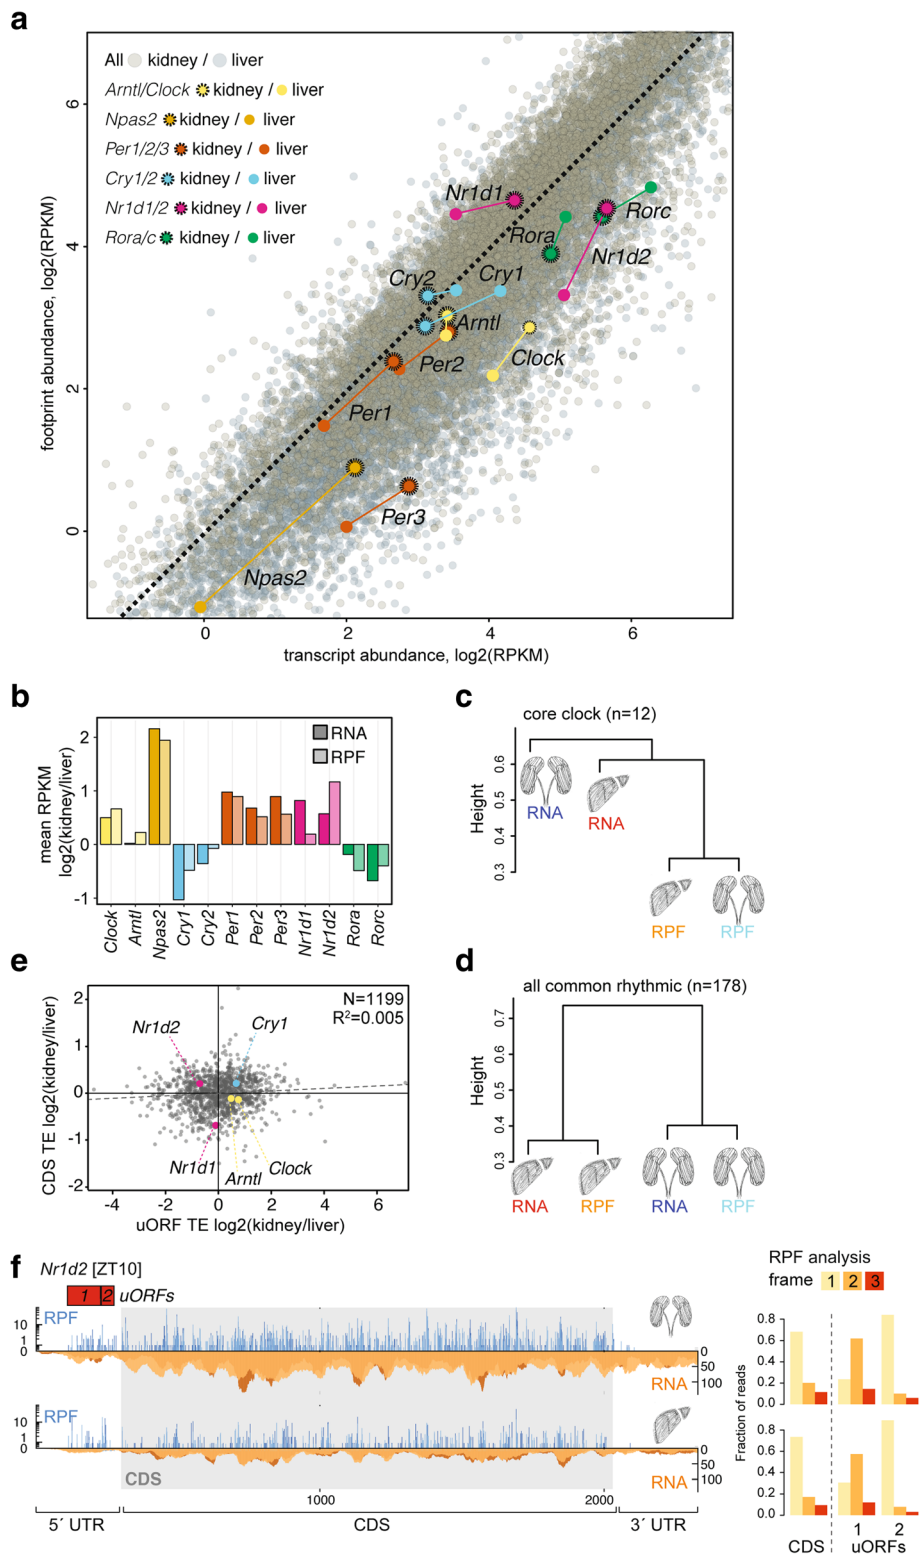 a
footprint abundance, log2(RPKM)
6
4
2
0
All kidney / liver
Arntl/Clock kidney / liver
Npas2 kidney / liver
Per1/2/3 kidney / liver
Cry1/2 kidney / liver
Nr1d1/2 kidney / liver
Rora/c kidney / liver
Nr1d1
Rorc
Rora
Nr1d2
Cry2
Cry1
Arntl
Per2
Clock
Per1
Per3
Npas2
0 2 4 6
transcript abundance, log2(RPKM)
b
mean RPKM
log2(kidney/liver)
2
1
0
-1
RNA
RPF
Clock Arntl Npas2 Cry1 Cry2 Per1 Per2 Per3 Nr1d1 Nr1d2 Rora Rorc
c
core clock (n=12)
Height
0.6
0.5
0.4
0.3
RNA
RNA
RPF
RPF
e
CDS TE log2(kidney/liver)
2
1
0
-1
-2
N=1199
R²=0.005
Nr1d2
Cry1
Nr1d1
Arntl
Clock
-4 -2 0 2 4 6
uORF TE log2(kidney/liver)
d
all common rhythmic (n=178)
Height
0.7
0.6
0.5
0.4
0.3
RNA RPF RNA RPF
f
Nr1d2 [ZT10]
1 2 uORFs
RPF
10
1
0
0
50
100
RNA
RPF
10
1
0
0
50
100
RNA
CDS
1000 2000
5´ UTR CDS 3´ UTR
RPF analysis
frame 1 2 3
Fraction of reads
0.8
0.6
0.4
0.2
0.0
0.8
0.6
0.4
0.2
0.0
1 2
CDS uORFs